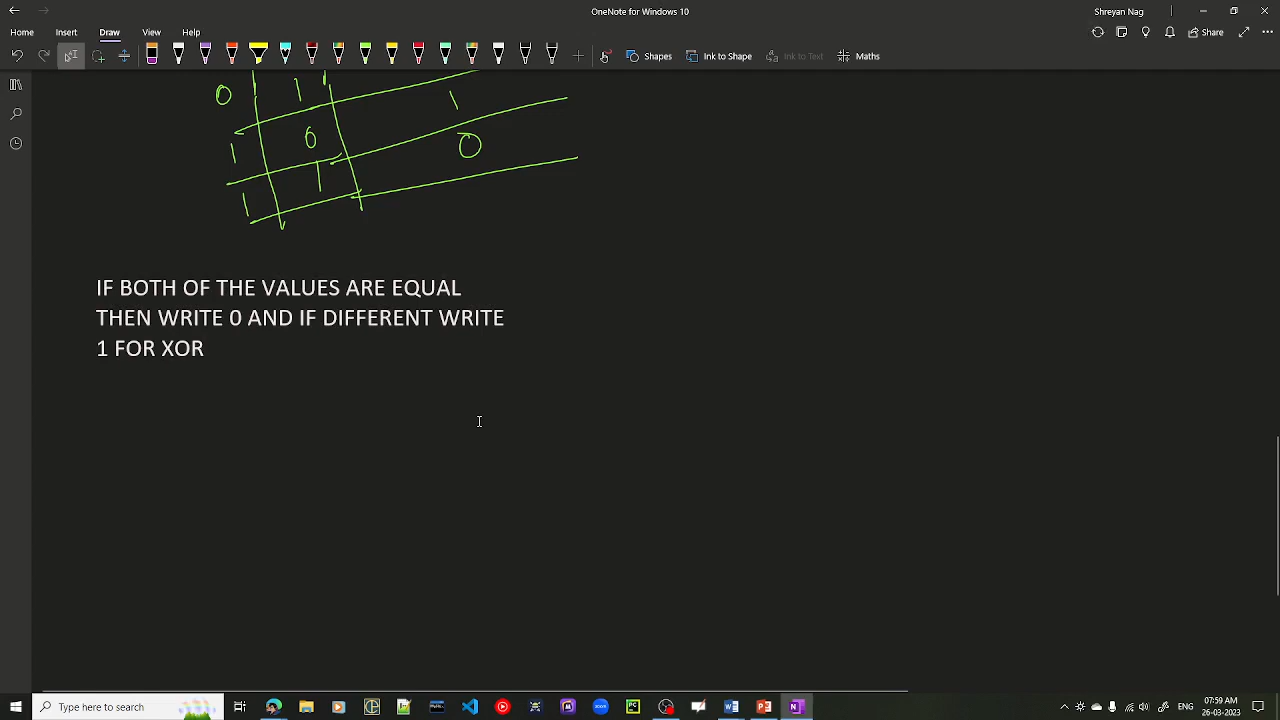 OneNote for Windows 10
Shreyan Nag
Home Insert Draw View Help
Share
Shapes Ink to Shape Ink to Text Maths
0 1
1
1 0
0
1 1
IF BOTH OF THE VALUES ARE EQUAL
THEN WRITE 0 AND IF DIFFERENT WRITE
1 FOR XOR
Type here to search
ENG
07:59 AM
26-03-2023